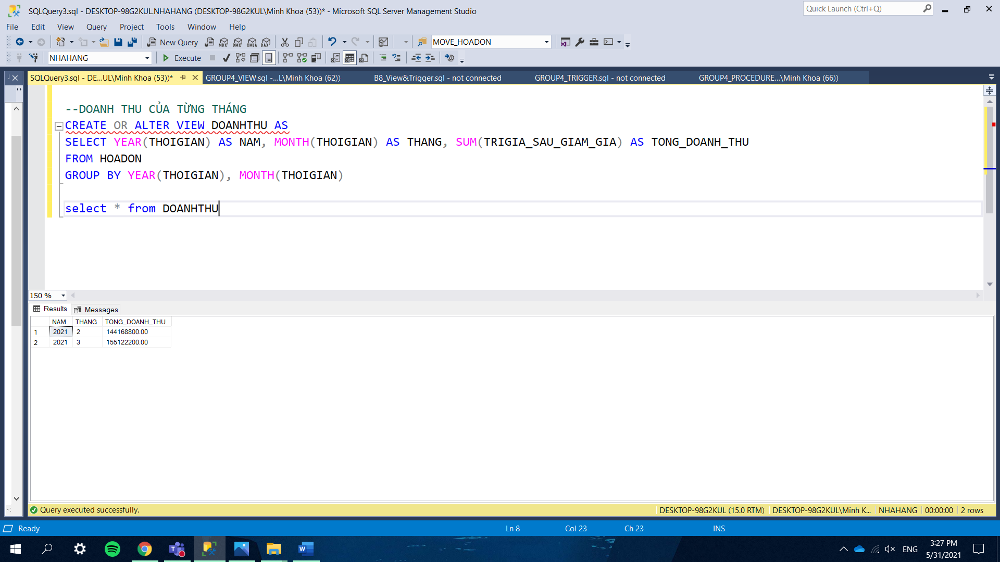 SQLQuery3.sql - DESKTOP-98G2KUL.NHAHANG (DESKTOP-98G2KUL\Minh Khoa (53))* - Microsoft SQL Server Management Studio
Quick Launch (Ctrl+Q)
File Edit View Query Project Tools Window Help
New Query MDX DMX XMLA DAX MOVE_HOADON
NHAHANG Execute
SQLQuery3.sql - DE...UL\Minh Khoa (53))* GROUP4_VIEW.sql -...L\Minh Khoa (62)) B8_View&Trigger.sql - not connected GROUP4_TRIGGER.sql - not connected GROUP4_PROCEDURE...\Minh Khoa (66))
--DOANH THU CỦA TỪNG THÁNG
CREATE OR ALTER VIEW DOANHTHU AS
SELECT YEAR(THOIGIAN) AS NAM, MONTH(THOIGIAN) AS THANG, SUM(TRIGIA_SAU_GIAM_GIA) AS TONG_DOANH_THU
FROM HOADON
GROUP BY YEAR(THOIGIAN), MONTH(THOIGIAN)
select * from DOANHTHU
150 %
Results Messages
NAM THANG TONG_DOANH_THU
1 2021 2 144168800.00
2 2021 3 155122200.00
Query executed successfully. DESKTOP-98G2KUL (15.0 RTM) DESKTOP-98G2KUL\Minh K... NHAHANG 00:00:00 2 rows
Ready Ln 8 Col 23 Ch 23 INS
ENG
3:27 PM
5/31/2021